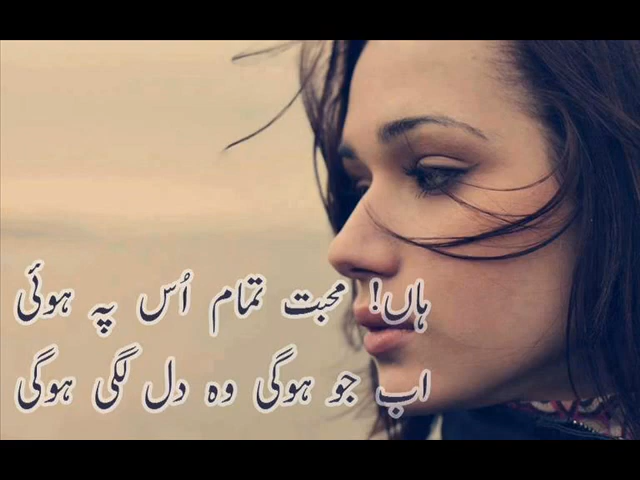 ہاں! محبت تمام اُس پہ ہوئی
اب جو ہوگی وہ دل لگی ہوگی